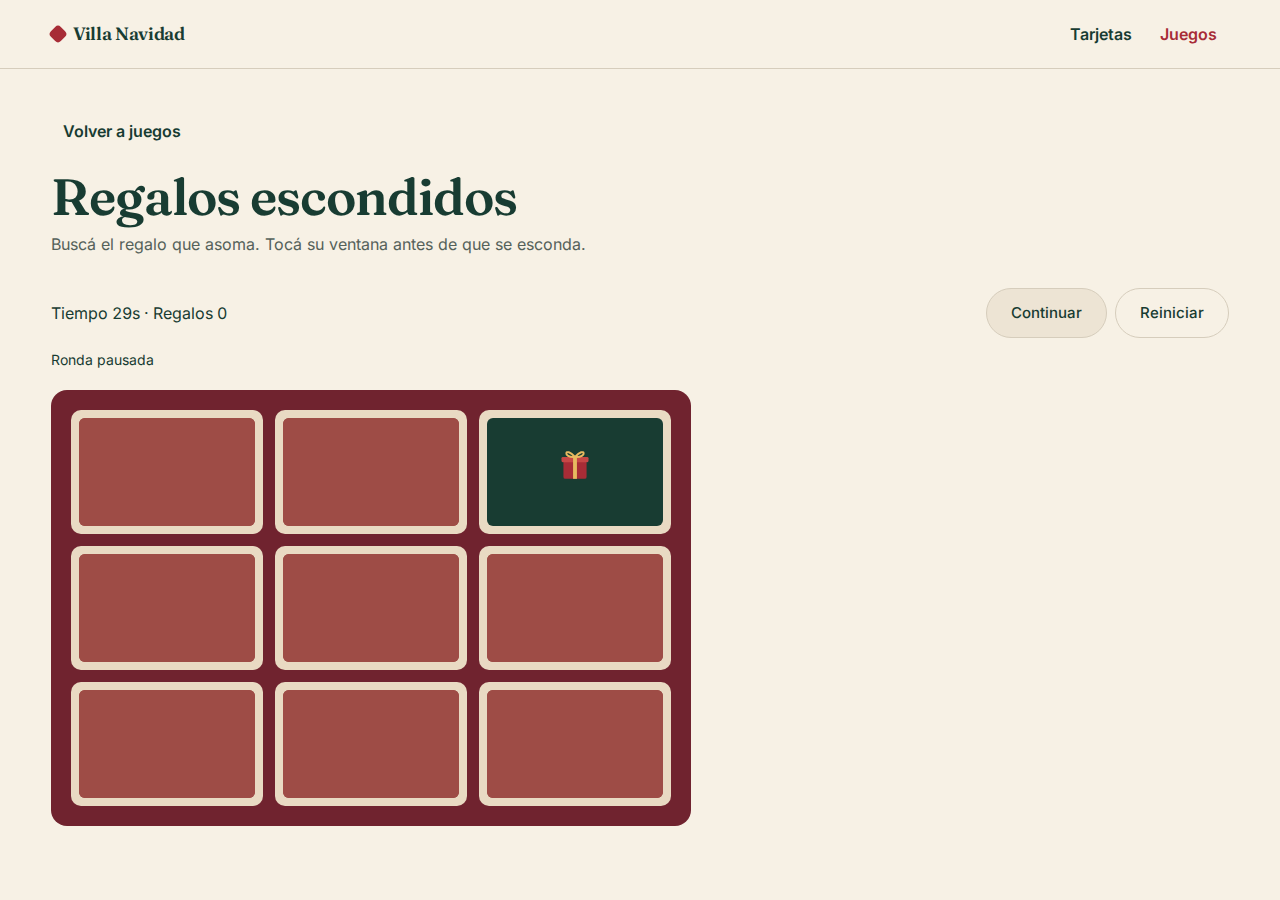 Villa Navidad
Tarjetas
Juegos
Volver a juegos
Regalos escondidos
Buscá el regalo que asoma. Tocá su ventana antes de que se esconda.
Tiempo 29s · Regalos 0
Continuar
Reiniciar
Ronda pausada